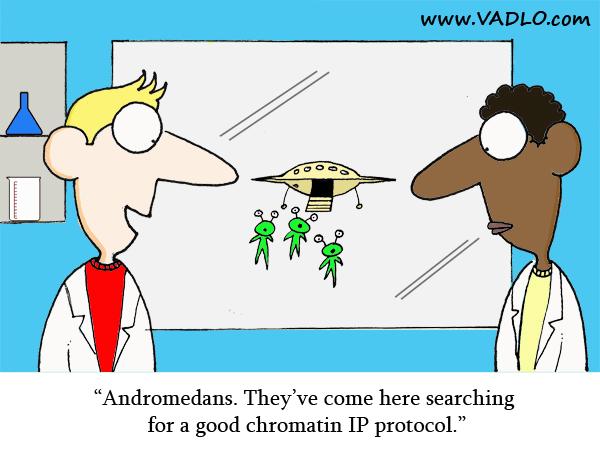 www.VADLO.com
“Andromedans. They’ve come here searching
for a good chromatin IP protocol.”